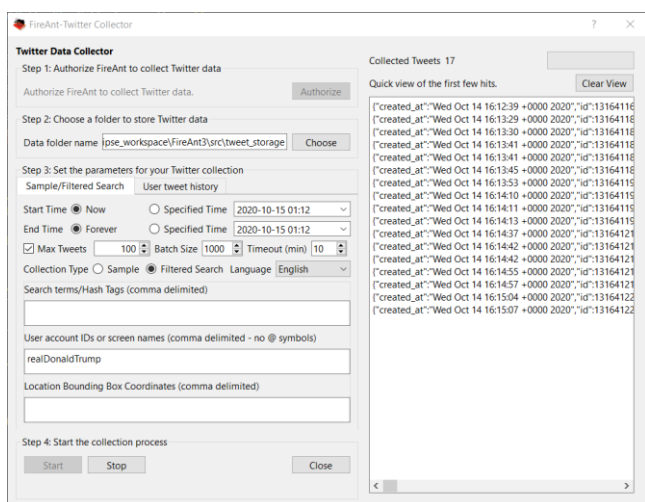 FireAnt-Twitter Collector
Twitter Data Collector
Step 1: Authorize FireAnt to collect Twitter data
Authorize FireAnt to collect Twitter data.
Authorize
Step 2: Choose a folder to store Twitter data
Data folder name
ipse_workspace\FireAnt3\src\tweet_storage
Choose
Step 3: Set the parameters for your Twitter collection
Sample/Filtered Search
User tweet history
Start Time Now Specified Time 2020-10-15 01:12
End Time Forever Specified Time 2020-10-15 01:12
Max Tweets 100 Batch Size 1000 Timeout (min) 10
Collection Type Sample Filtered Search Language English
Search terms/Hash Tags (comma delimited)
User account IDs or screen names (comma delimited - no @ symbols)
realDonaldTrump
Location Bounding Box Coordinates (comma delimited)
Step 4: Start the collection process
Start Stop Close
Collected Tweets 17
Quick view of the first few hits.
Clear View
{"created_at":"Wed Oct 14 16:12:39 +0000 2020","id":13164116
{"created_at":"Wed Oct 14 16:13:29 +0000 2020","id":13164118
{"created_at":"Wed Oct 14 16:13:30 +0000 2020","id":13164118
{"created_at":"Wed Oct 14 16:13:41 +0000 2020","id":13164118
{"created_at":"Wed Oct 14 16:13:41 +0000 2020","id":13164118
{"created_at":"Wed Oct 14 16:13:45 +0000 2020","id":13164118
{"created_at":"Wed Oct 14 16:13:53 +0000 2020","id":13164119
{"created_at":"Wed Oct 14 16:14:10 +0000 2020","id":13164119
{"created_at":"Wed Oct 14 16:14:11 +0000 2020","id":13164119
{"created_at":"Wed Oct 14 16:14:13 +0000 2020","id":13164119
{"created_at":"Wed Oct 14 16:14:37 +0000 2020","id":13164121
{"created_at":"Wed Oct 14 16:14:42 +0000 2020","id":13164121
{"created_at":"Wed Oct 14 16:14:42 +0000 2020","id":13164121
{"created_at":"Wed Oct 14 16:14:55 +0000 2020","id":13164121
{"created_at":"Wed Oct 14 16:14:57 +0000 2020","id":13164121
{"created_at":"Wed Oct 14 16:15:04 +0000 2020","id":13164122
{"created_at":"Wed Oct 14 16:15:07 +0000 2020","id":13164122